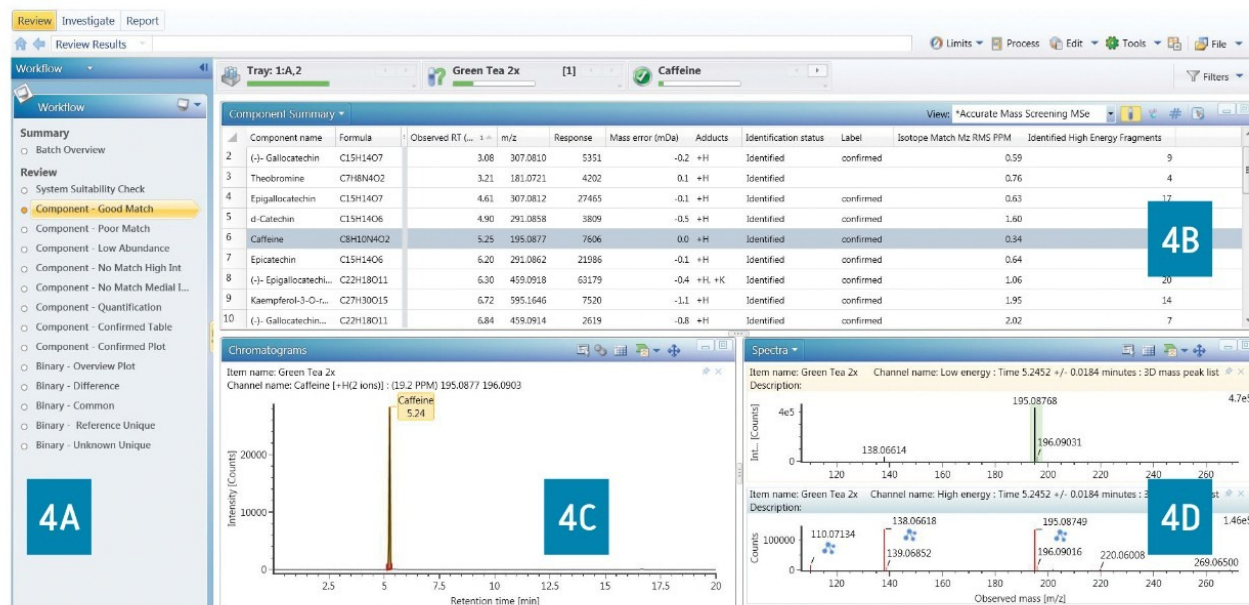 Review Investigate Report
Review Results
Limits Process Edit Tools File
Workflow
Tray: 1:A,2 Green Tea 2x [1] Caffeine
Filters
Workflow
Summary
Batch Overview
Review
System Suitability Check
Component - Good Match
Component - Poor Match
Component - Low Abundance
Component - No Match High Int
Component - No Match Medial I...
Component - Quantification
Component - Confirmed Table
Component - Confirmed Plot
Binary - Overview Plot
Binary - Difference
Binary - Common
Binary - Reference Unique
Binary - Unknown Unique
4A
Component Summary
View: *Accurate Mass Screening MSe
Component name Formula Observed RT (... 1 m/z Response Mass error (mDa) Adducts Identification status Label Isotope Match Mz RMS PPM Identified High Energy Fragments
2 (-)- Gallocatechin C15H14O7 3.08 307.0810 5351 -0.2 +H Identified confirmed 0.59 9
3 Theobromine C7H8N4O2 3.21 181.0721 4202 0.1 +H Identified 0.76 4
4 Epigallocatechin C15H14O7 4.61 307.0812 27465 -0.1 +H Identified confirmed 0.63 17
5 d-Catechin C15H14O6 4.90 291.0858 3809 -0.5 +H Identified confirmed 1.60
6 Caffeine C8H10N4O2 5.25 195.0877 7606 0.0 +H Identified confirmed 0.34
7 Epicatechin C15H14O6 6.20 291.0862 21986 -0.1 +H Identified confirmed 0.64
8 (-)- Epigallocatechi... C22H18O11 6.30 459.0918 63179 -0.4 +H, +K Identified confirmed 1.06 20
9 Kaempferol-3-O-r... C27H30O15 6.72 595.1646 7520 -1.1 +H Identified confirmed 1.95 14
10 (-)- Gallocatechin... C22H18O11 6.84 459.0914 2619 -0.8 +H Identified confirmed 2.02 7
4B
Chromatograms
Item name: Green Tea 2x
Channel name: Caffeine [+H(2 ions)] : (19.2 PPM) 195.0877 196.0903
Caffeine
5.24
Intensity [Counts]
20000
10000
0
2.5 5 7.5 10 12.5 15 17.5 20
Retention time [min]
4C
Spectra
Item name: Green Tea 2x Channel name: Low energy : Time 5.2452 +/- 0.0184 minutes : 3D mass peak list
Description:
4.7e5
195.08768
Int... [Counts]
4e5
196.09031
138.06614
0
120 140 160 180 200 220 240 260
Item name: Green Tea 2x Channel name: High energy : Time 5.2452 +/- 0.0184 minutes : 3
Description:
1.46e5
Counts
100000
0
110.07134
138.06618
139.06852
195.08749
196.09016
220.06008
269.06500
120 140 160 180 200 220 240 260
Observed mass [m/z]
4D